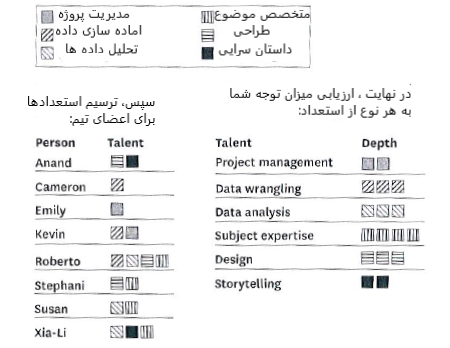 مدیریت پروژه
متخصص موضوع
اماده سازی داده
طراحی
تحلیل داده ها
داستان سرایی
سپس، ترسیم استعدادها
برای اعضای تیم:
Person Talent
Anand
Cameron
Emily
Kevin
Roberto
Stephani
Susan
Xia-Li
در نهایت ، ارزیابی میزان توجه شما
به هر نوع از استعداد:
Talent Depth
Project management
Data wrangling
Data analysis
Subject expertise
Design
Storytelling